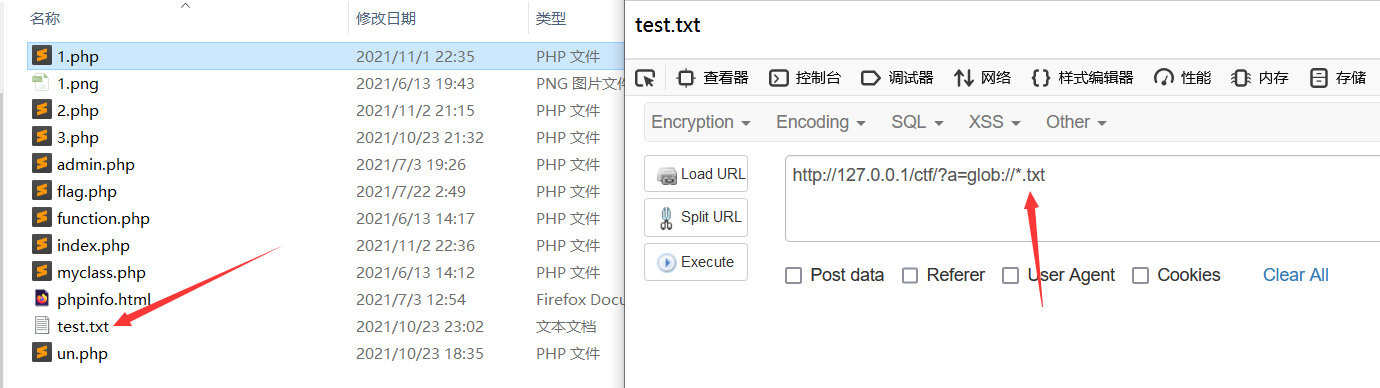 名称 修改日期 类型
1.php 2021/11/1 22:35 PHP 文件
1.png 2021/6/13 19:43 PNG 图片文件
2.php 2021/11/2 21:15 PHP 文件
3.php 2021/10/23 21:32 PHP 文件
admin.php 2021/7/3 19:26 PHP 文件
flag.php 2021/7/22 2:49 PHP 文件
function.php 2021/6/13 14:17 PHP 文件
index.php 2021/11/2 22:36 PHP 文件
myclass.php 2021/6/13 14:12 PHP 文件
phpinfo.html 2021/7/3 12:54 Firefox Docu
test.txt 2021/10/23 23:02 文本文档
un.php 2021/10/23 18:35 PHP 文件
test.txt
查看器 控制台 调试器 网络 样式编辑器 性能 内存 存储
Encryption Encoding SQL XSS Other
Load URL
http://127.0.0.1/ctf/?a=glob://*.txt
Split URL
Execute
Post data Referer User Agent Cookies Clear All